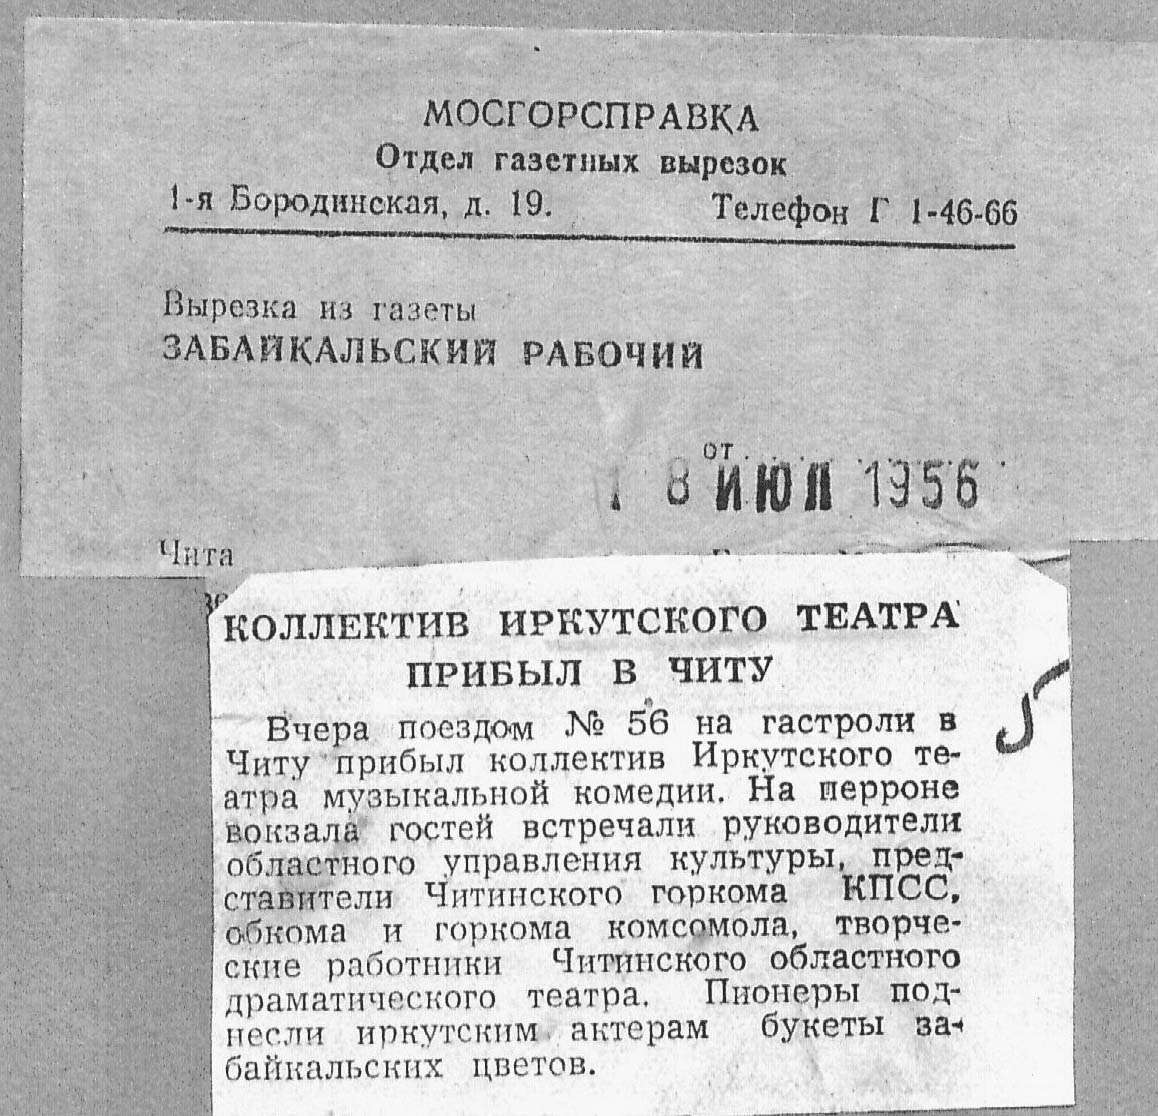 МОСГОРСПРАВКА
Отдел газетных вырезок
1-я Бородинская, д. 19. Телефон Г 1-46-66
Вырезка из газеты
ЗАБАЙКАЛЬСКИЙ РАБОЧИЙ
от
18 ИЮЛ 1956
Чита
КОЛЛЕКТИВ ИРКУТСКОГО ТЕАТРА
ПРИБЫЛ В ЧИТУ
Вчера поездом № 56 на гастроли в
Читу прибыл коллектив Иркутского те-
атра музыкальной комедии. На перроне
вокзала гостей встречали руководители
областного управления культуры, пред-
ставители Читинского горкома КПСС,
обкома и горкома комсомола, творче-
ские работники Читинского областного
драматического театра. Пионеры под-
несли иркутским актерам букеты за-
байкальских цветов.